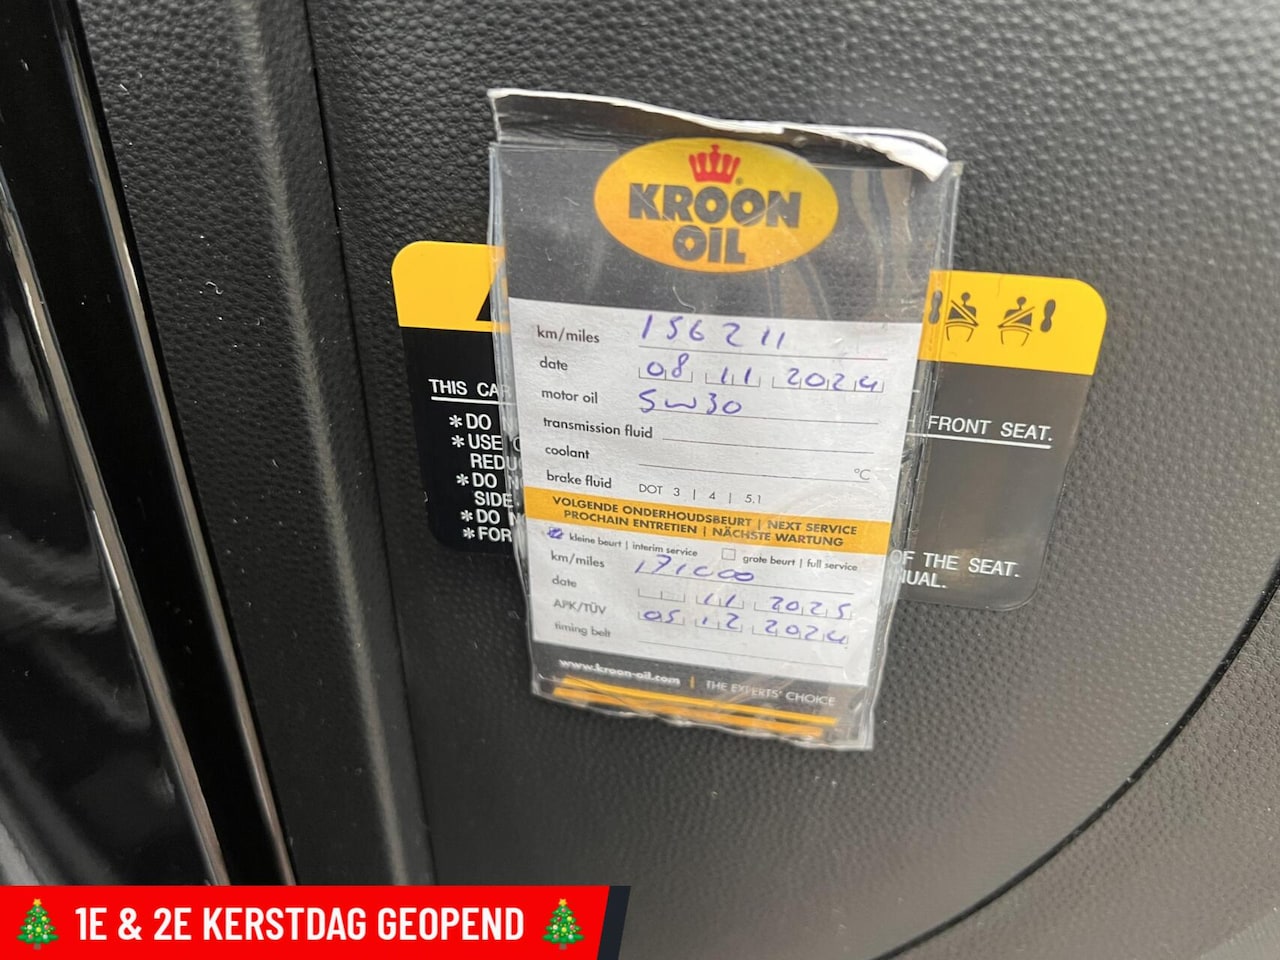 KROON
OIL
km/miles 156211
date 08 11 2024
motor oil 5w30
transmission fluid
coolant °C
brake fluid DOT 3 | 4 | 5.1
VOLGENDE ONDERHOUDSBEURT | NEXT SERVICE
PROCHAIN ENTRETIEN | NÄCHSTE WARTUNG
kleine beurt | interim service grote beurt | full service
km/miles 171000
date 11 2025
APK/TÜV 05 12 2024
timing belt
www.kroon-oil.com | THE EXPERTS' CHOICE
THIS CAR
*DO
*USE
REDU
*DO N
SIDE
*DO N
*FOR
FRONT SEAT.
OF THE SEAT.
NUAL.
1E & 2E KERSTDAG GEOPEND